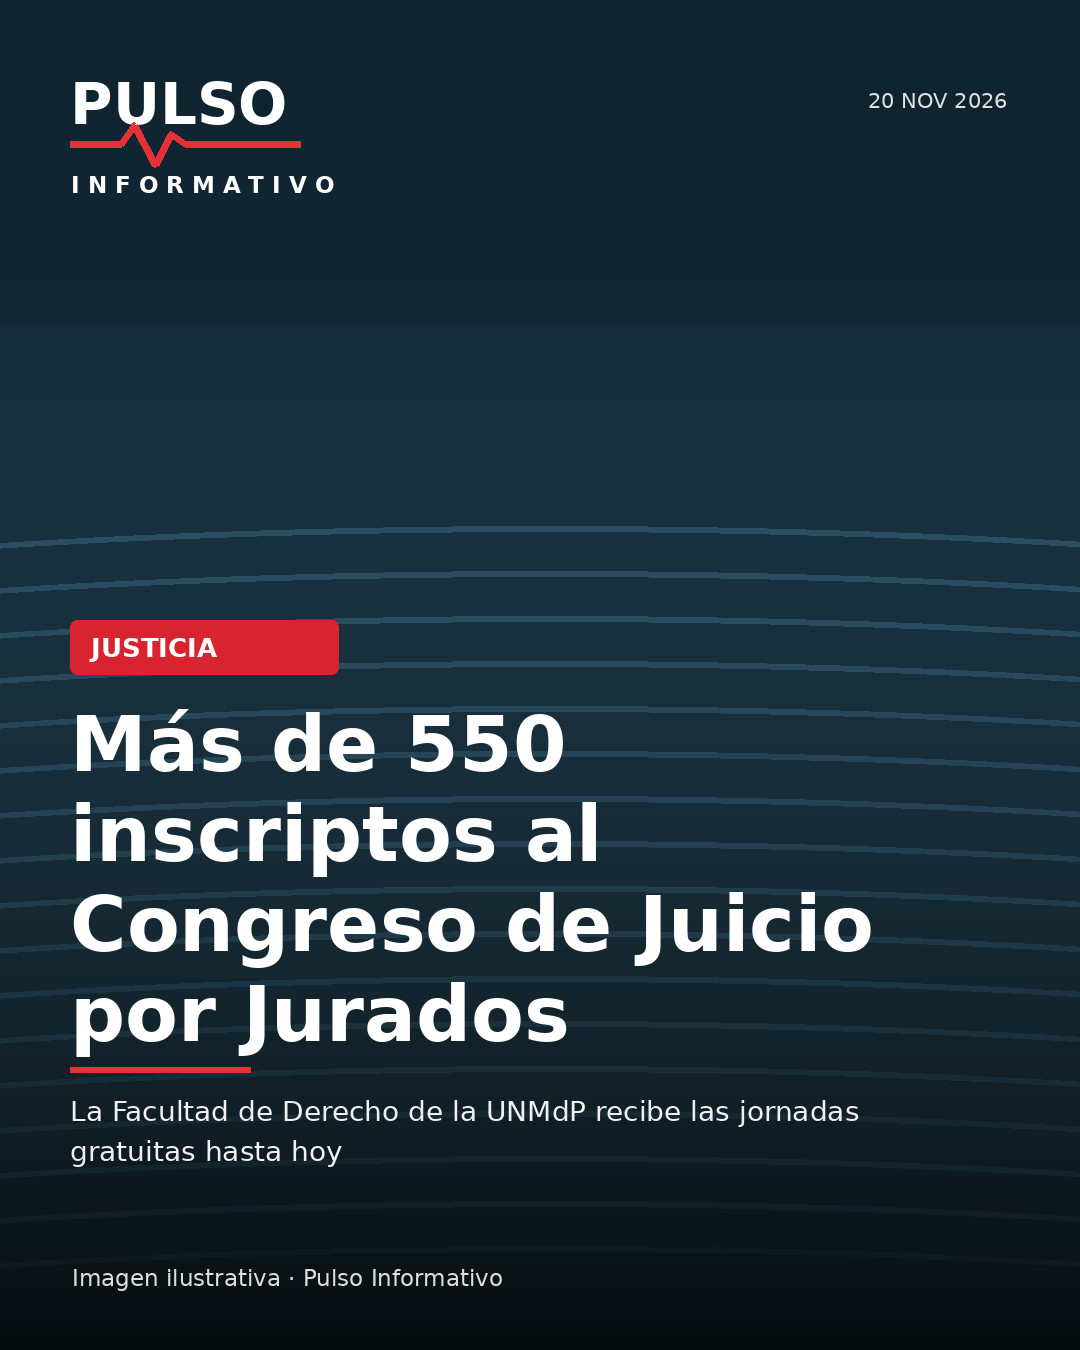 PULSO
INFORMATIVO
20 NOV 2026
JUSTICIA
Más de 550
inscriptos al
Congreso de Juicio
por Jurados
La Facultad de Derecho de la UNMdP recibe las jornadas
gratuitas hasta hoy
Imagen ilustrativa · Pulso Informativo